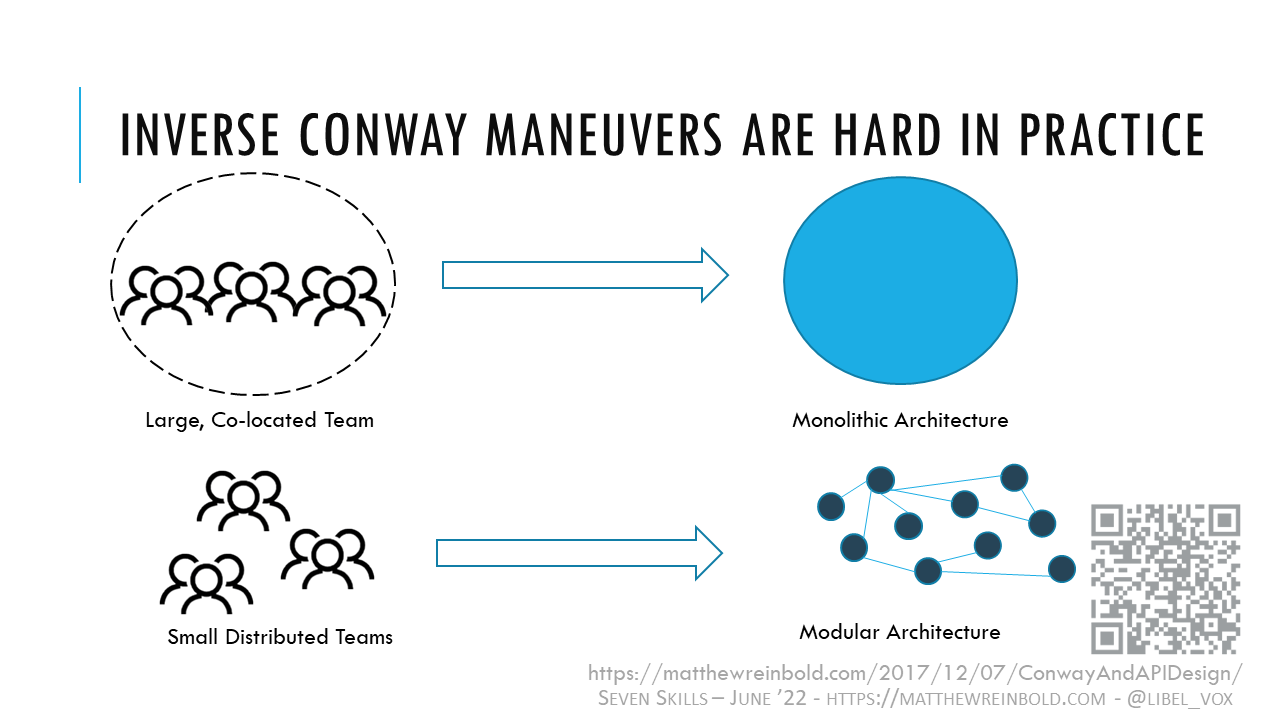 INVERSE CONWAY MANEUVERS ARE HARD IN PRACTICE
Large, Co-located Team
Monolithic Architecture
Small Distributed Teams
Modular Architecture
https://matthewreinbold.com/2017/12/07/ConwayAndAPIDesign/
SEVEN SKILLS – JUNE ’22 - HTTPS://MATTHEWREINBOLD.COM - @LIBEL_VOX